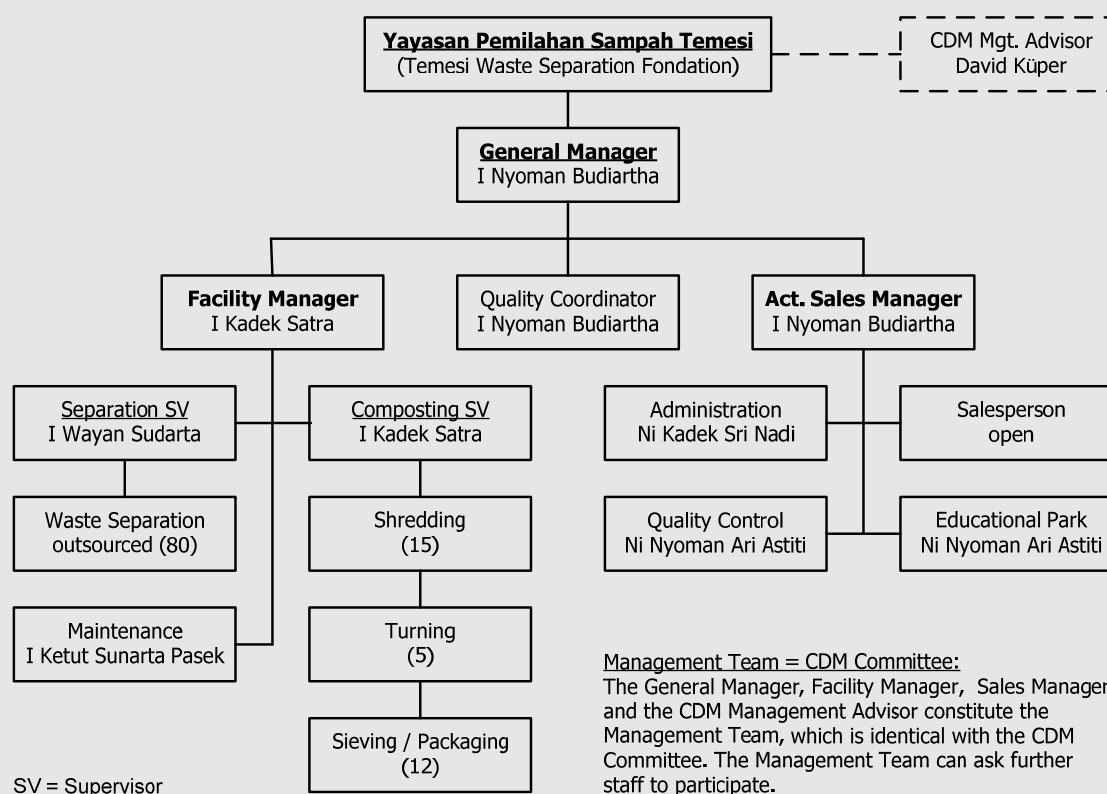 Yayasan Pemilahan Sampah Temesi
(Temesi Waste Separation Fondation)
CDM Mgt. Advisor
David Küper
General Manager
I Nyoman Budiartha
Facility Manager
I Kadek Satra
Quality Coordinator
I Nyoman Budiartha
Act. Sales Manager
I Nyoman Budiartha
Separation SV
I Wayan Sudarta
Composting SV
I Kadek Satra
Administration
Ni Kadek Sri Nadi
Salesperson
open
Waste Separation
outsourced (80)
Shredding
(15)
Quality Control
Ni Nyoman Ari Astiti
Educational Park
Ni Nyoman Ari Astiti
Maintenance
I Ketut Sunarta Pasek
Turning
(5)
Sieving / Packaging
(12)
Management Team = CDM Committee:
The General Manager, Facility Manager, Sales Manager
and the CDM Management Advisor constitute the
Management Team, which is identical with the CDM
Committee. The Management Team can ask further
staff to participate.
SV = Supervisor